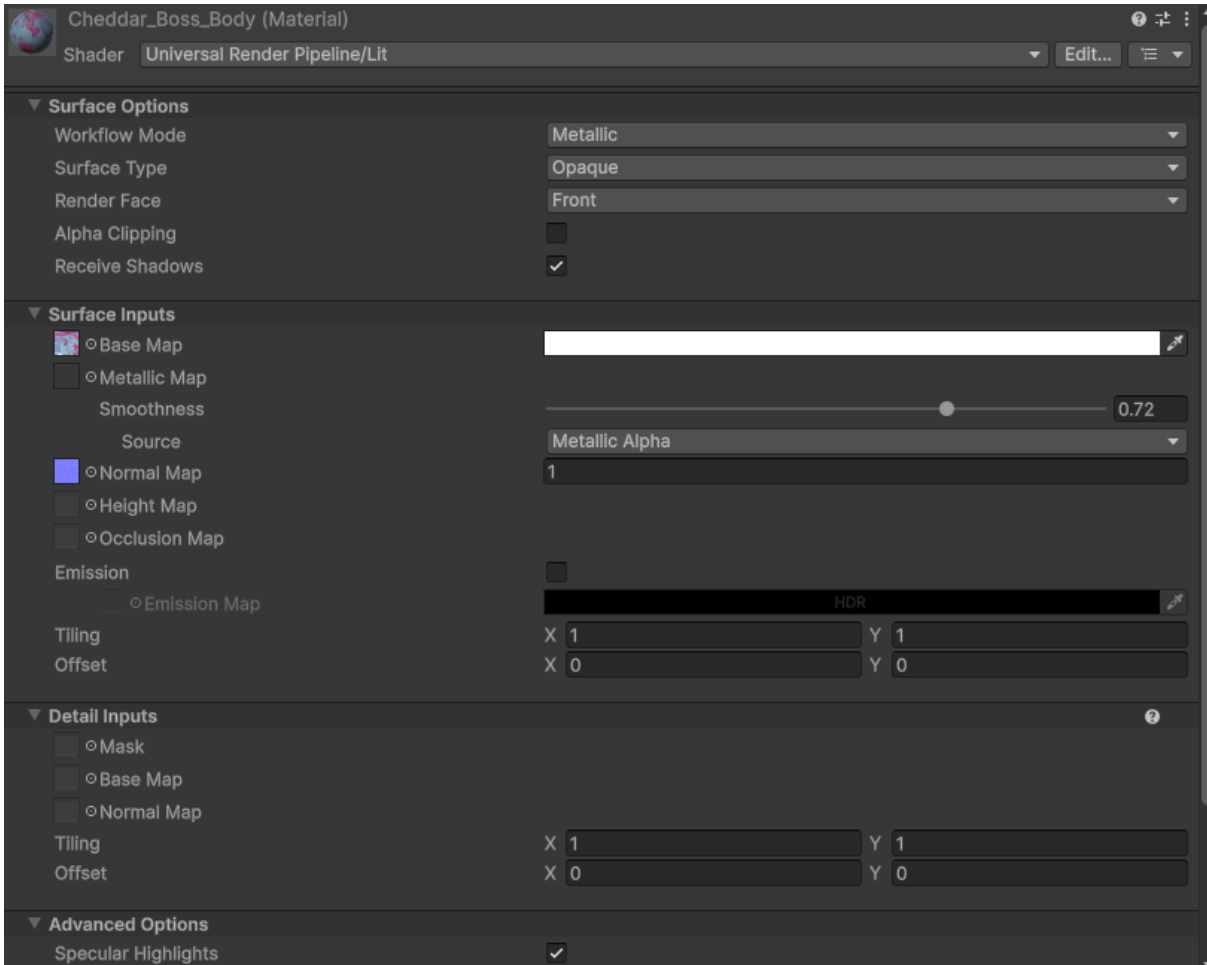 Cheddar_Boss_Body (Material)
Shader Universal Render Pipeline/Lit Edit...
Surface Options
Workflow Mode Metallic
Surface Type Opaque
Render Face Front
Alpha Clipping
Receive Shadows
Surface Inputs
Base Map
Metallic Map
Smoothness 0.72
Source Metallic Alpha
Normal Map 1
Height Map
Occlusion Map
Emission
Emission Map HDR
Tiling X 1 Y 1
Offset X 0 Y 0
Detail Inputs
Mask
Base Map
Normal Map
Tiling X 1 Y 1
Offset X 0 Y 0
Advanced Options
Specular Highlights